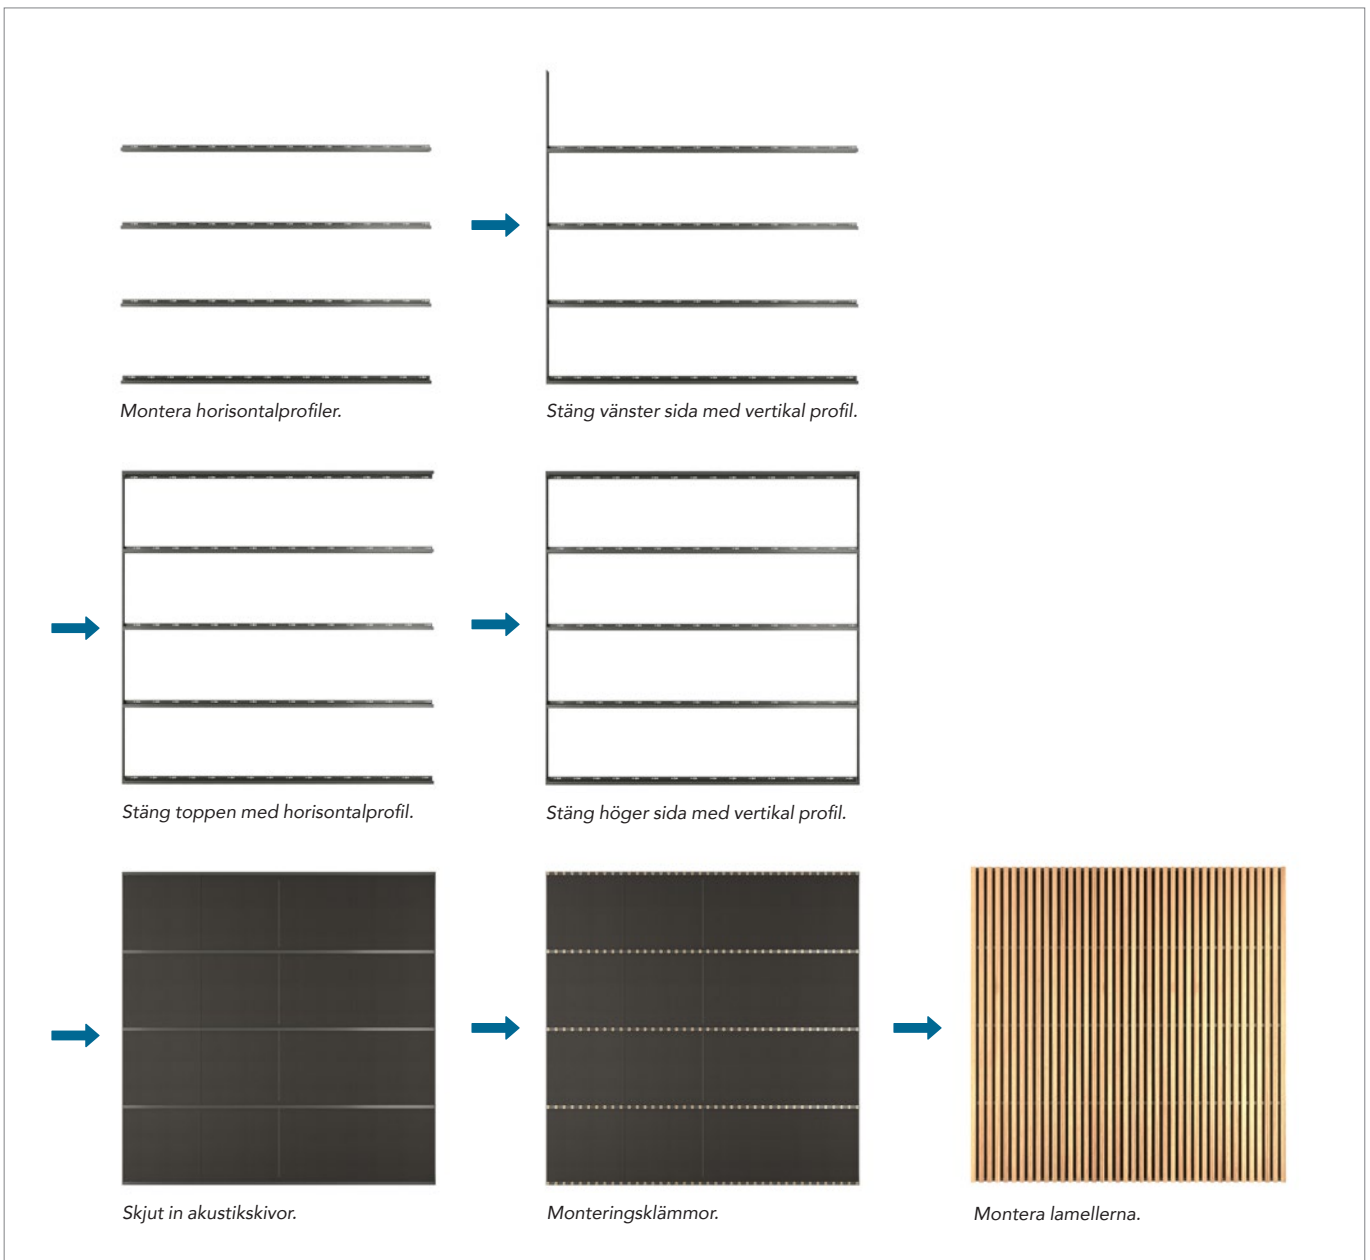 Montera horisontalprofiler.
Stäng vänster sida med vertikal profil.
Stäng toppen med horisontalprofil.
Stäng höger sida med vertikal profil.
Skjut in akustikskivor.
Monteringsklämmor.
Montera lamellerna.